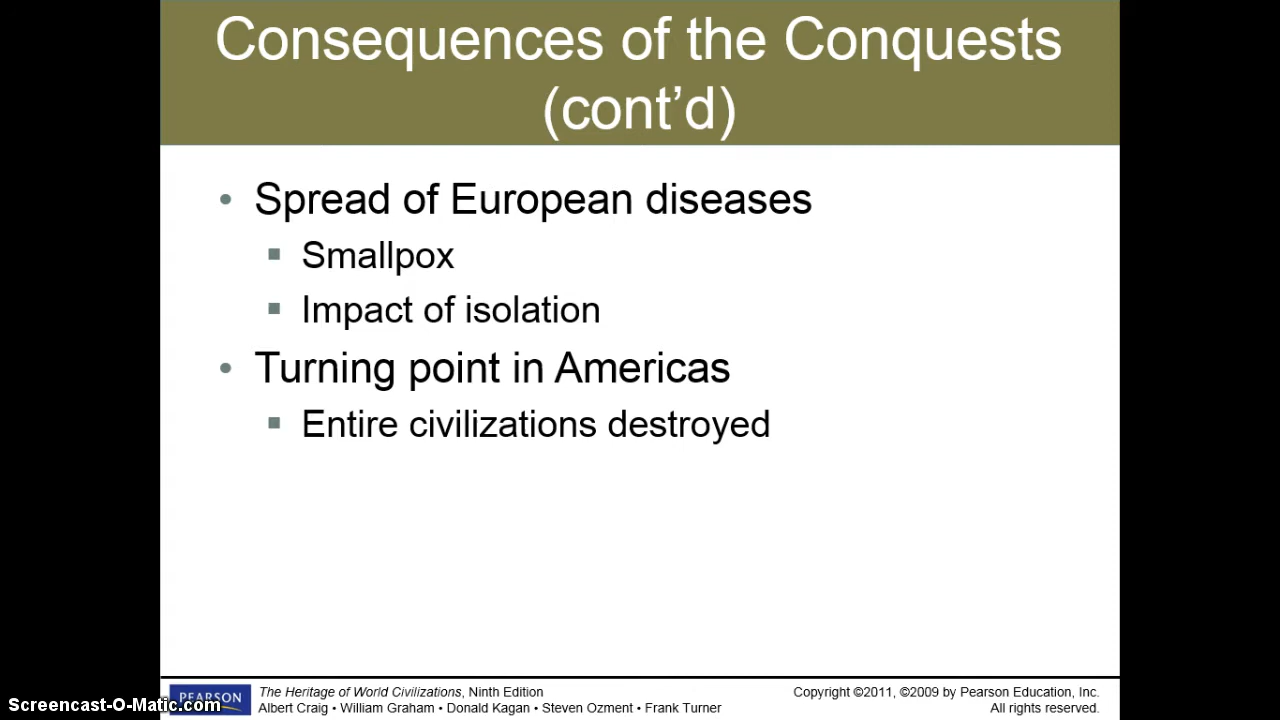 Consequences of the Conquests
(cont’d)
• Spread of European diseases
▪ Smallpox
▪ Impact of isolation
• Turning point in Americas
▪ Entire civilizations destroyed
PEARSON
The Heritage of World Civilizations, Ninth Edition
Albert Craig • William Graham • Donald Kagan • Steven Ozment • Frank Turner
Copyright ©2011, ©2009 by Pearson Education, Inc.
All rights reserved.
Screencast-O-Matic.com